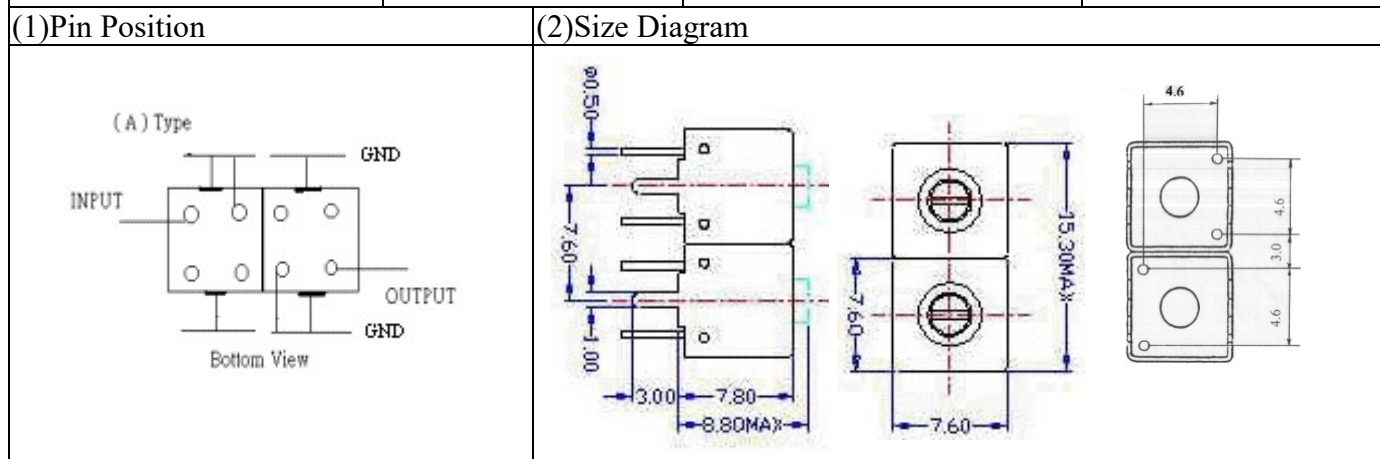 (1)Pin Position
(2)Size Diagram
(A) Type
GND
INPUT
OUTPUT
GND
Bottom View
φ0.50
7.60
1.00
3.00
7.80
8.80MAX
15.30MAX
7.60
7.60
4.6
4.6
3.0
4.6